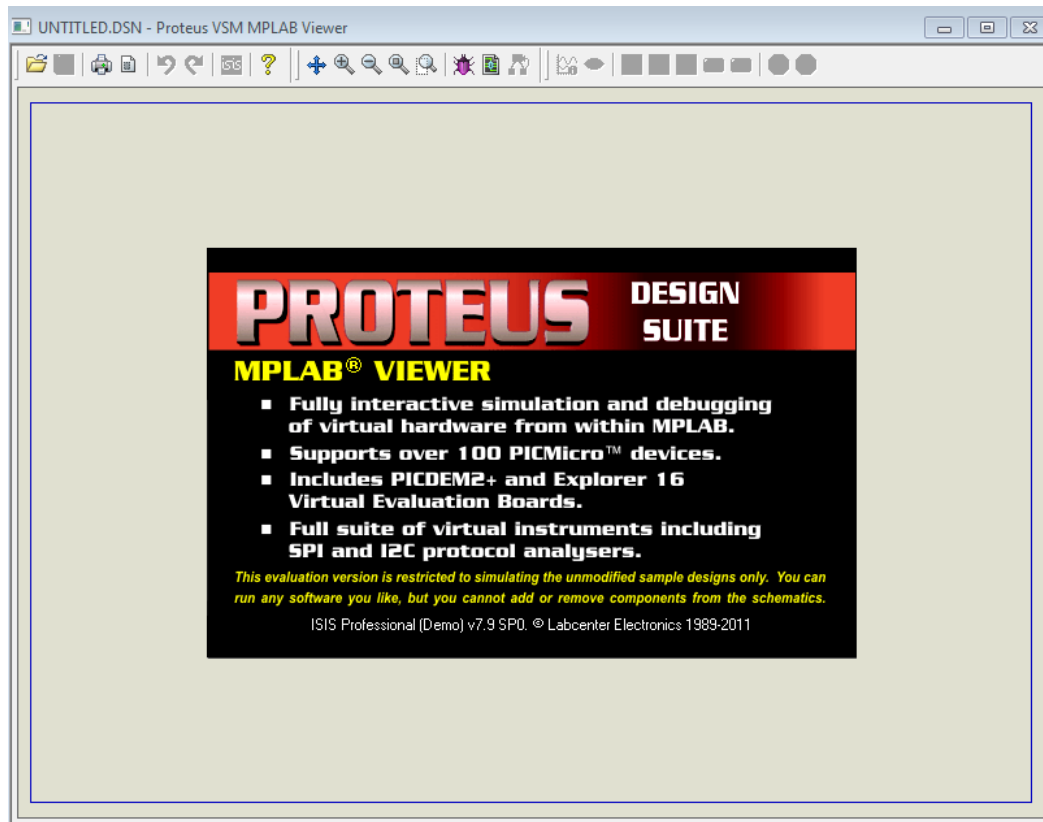 UNTITLED.DSN - Proteus VSM MPLAB Viewer
isis
PROTEUS DESIGN SUITE
MPLAB® VIEWER
Fully interactive simulation and debugging
of virtual hardware from within MPLAB.
Supports over 100 PICMicro™ devices.
Includes PICDEM2+ and Explorer 16
Virtual Evaluation Boards.
Full suite of virtual instruments including
SPI and I2C protocol analysers.
This evaluation version is restricted to simulating the unmodified sample designs only. You can
run any software you like, but you cannot add or remove components from the schematics.
ISIS Professional (Demo) v7.9 SP0. © Labcenter Electronics 1989-2011